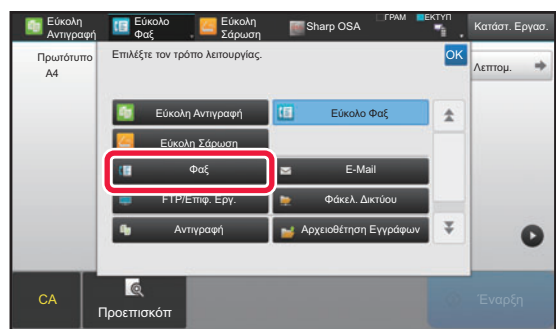 Εύκολη Αντιγραφή
Εύκολο Φαξ
Εύκολη Σάρωση
Sharp OSA
ΓΡΑΜ
ΕΚΤΥΠ
Κατάστ. Εργασ.
Πρωτότυπο
A4
Επιλέξτε τον τρόπο λειτουργίας.
OK
Λεπτομ.
Εύκολη Αντιγραφή
Εύκολο Φαξ
Εύκολη Σάρωση
Φαξ
E-Mail
FTP/Επιφ. Εργ.
Φάκελ. Δικτύου
Αντιγραφή
Αρχειοθέτηση Εγγράφων
CA
Προεπισκόπ
Έναρξη